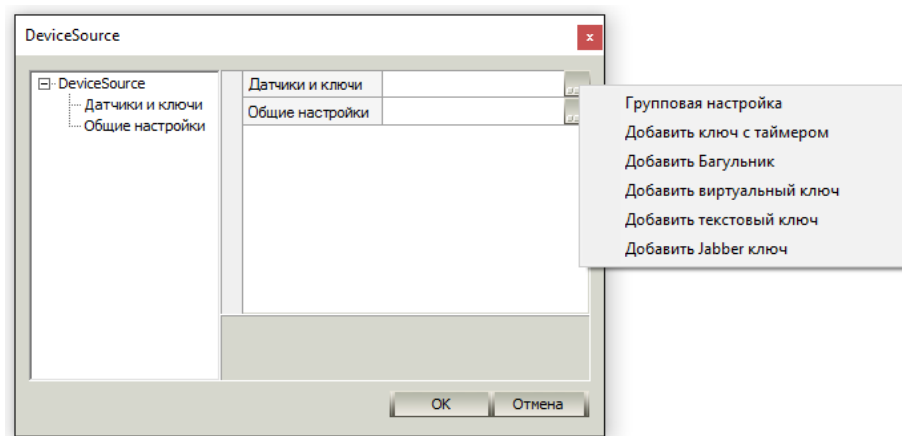 DeviceSource
DeviceSource
Датчики и ключи
Общие настройки
Датчики и ключи
Общие настройки
Групповая настройка
Добавить ключ с таймером
Добавить Багульник
Добавить виртуальный ключ
Добавить текстовый ключ
Добавить Jabber ключ
OK
Отмена